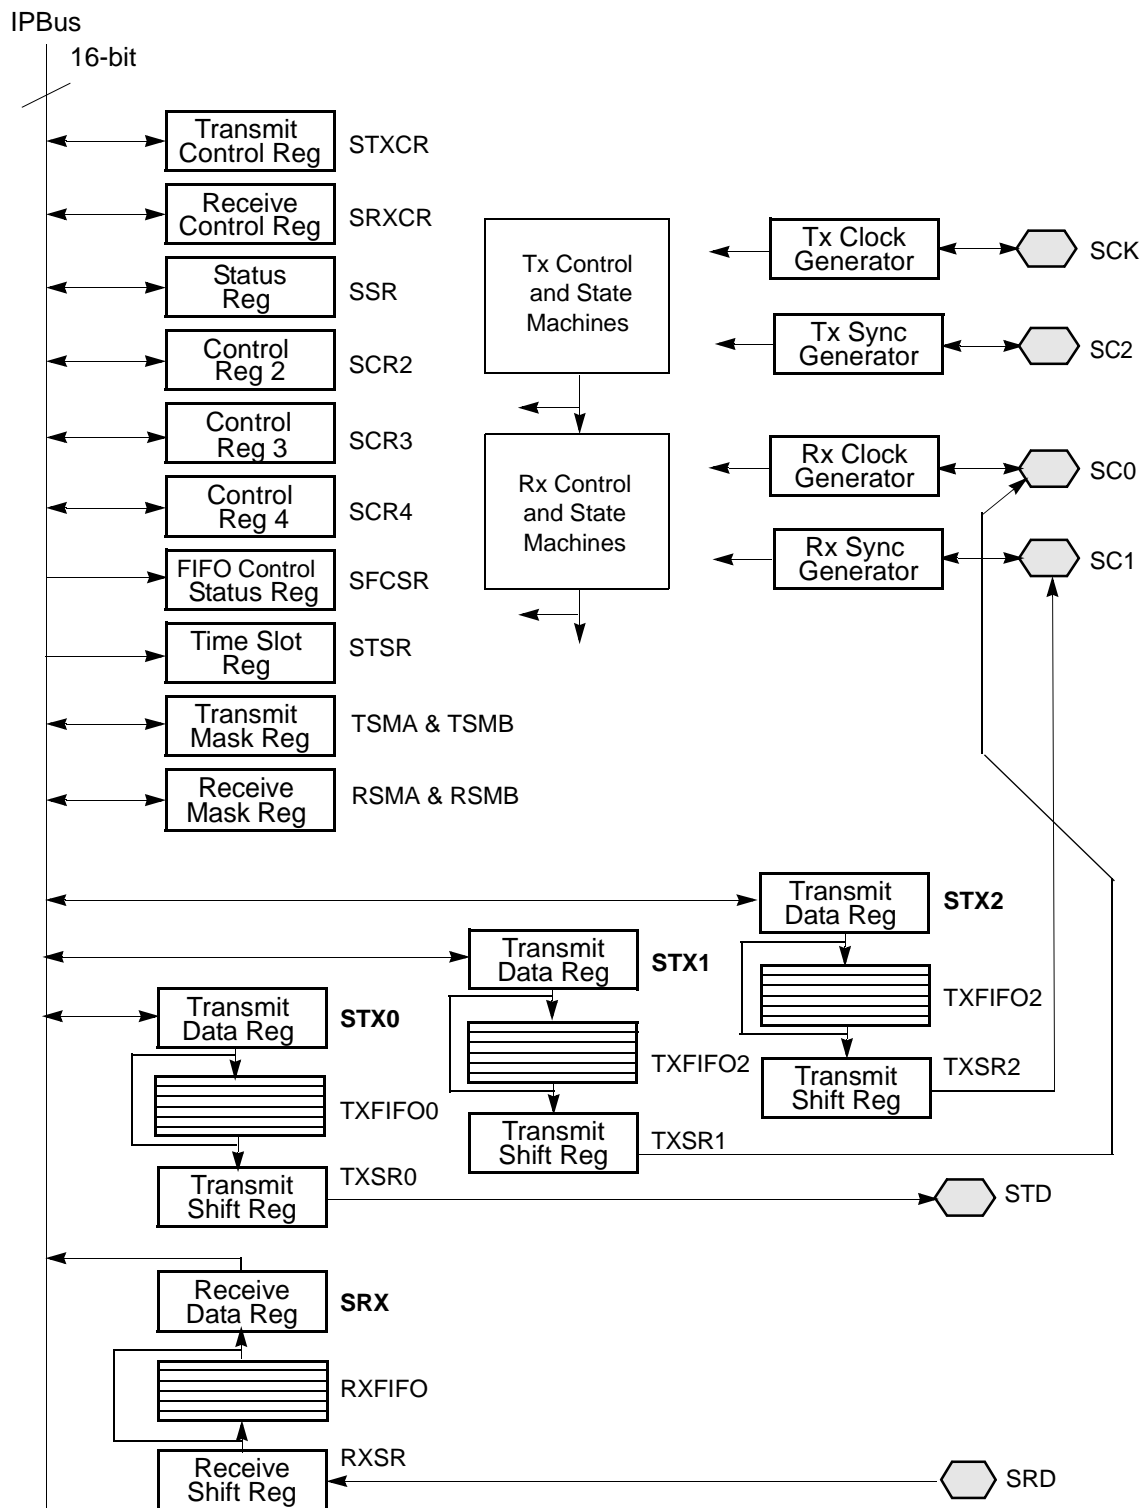 IPBus
16-bit
Transmit
Control Reg
STXCR
Receive
Control Reg
SRXCR
Status
Reg
SSR
Control
Reg 2
SCR2
Control
Reg 3
SCR3
Control
Reg 4
SCR4
FIFO Control
Status Reg
SFCSR
Time Slot
Reg
STSR
Transmit
Mask Reg
TSMA & TSMB
Receive
Mask Reg
RSMA & RSMB
Tx Control
and State
Machines
Rx Control
and State
Machines
Tx Clock
Generator
SCK
Tx Sync
Generator
SC2
Rx Clock
Generator
SC0
Rx Sync
Generator
SC1
Transmit
Data Reg
STX2
TXFIFO2
Transmit
Shift Reg
TXSR2
Transmit
Data Reg
STX1
TXFIFO2
Transmit
Shift Reg
TXSR1
Transmit
Data Reg
STX0
TXFIFO0
Transmit
Shift Reg
TXSR0
STD
Receive
Data Reg
SRX
RXFIFO
Receive
Shift Reg
RXSR
SRD